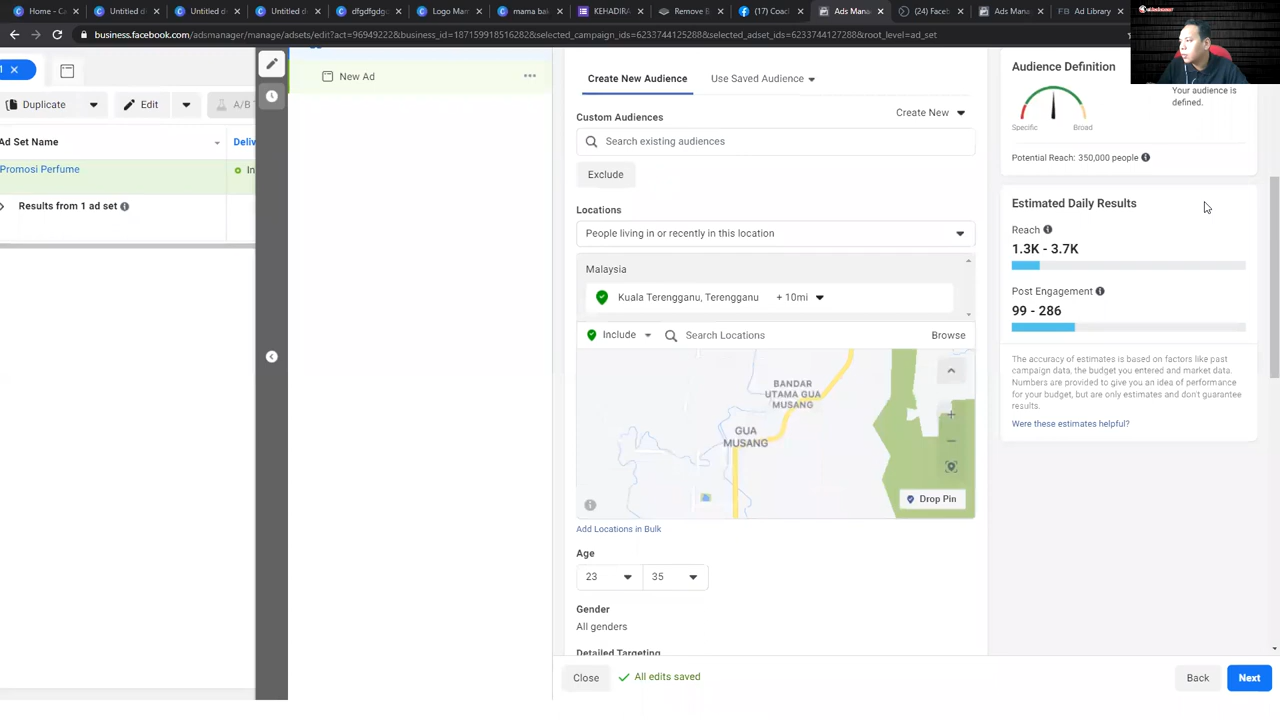 Home - Ca
Untitled d
Untitled d
Untitled d
dfgdfgdgc
Logo Mam
mama bak
KEHADIRA
Remove B
(17) Coach
Ads Mana
(24) Faceb
Ads Mana
Ad Library
business.facebook.com/adsmanager/manage/adsets/edit?act=96949222&business_id=187159918516282&selected_campaign_ids=6233744125288&selected_adset_ids=6233744127288&root_level=ad_set
Duplicate
Edit
A/B
Ad Set Name
Deliv
Promosi Perfume
In
Results from 1 ad set
New Ad
Create New Audience
Use Saved Audience
Custom Audiences
Create New
Search existing audiences
Exclude
Locations
People living in or recently in this location
Malaysia
Kuala Terengganu, Terengganu + 10mi
Include
Search Locations
Browse
BANDAR
UTAMA GUA
MUSANG
GUA
MUSANG
Drop Pin
Add Locations in Bulk
Age
23
35
Gender
All genders
Detailed Targeting
Close
All edits saved
Back
Next
Audience Definition
Your audience is
defined.
Specific
Broad
Potential Reach: 350,000 people
Estimated Daily Results
Reach
1.3K - 3.7K
Post Engagement
99 - 286
The accuracy of estimates is based on factors like past
campaign data, the budget you entered and market data.
Numbers are provided to give you an idea of performance
for your budget, but are only estimates and don't guarantee
results.
Were these estimates helpful?